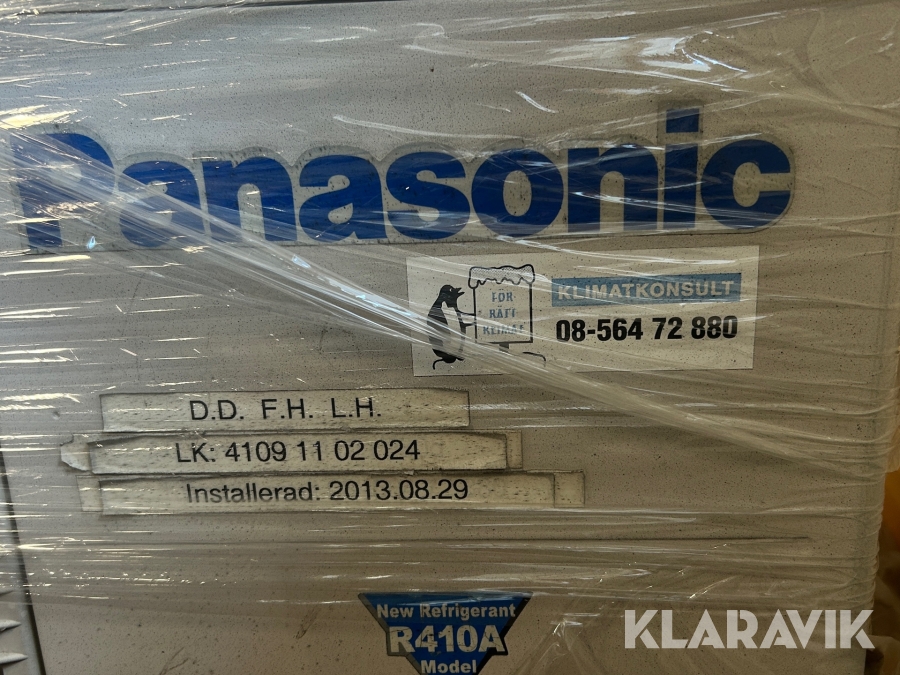 Panasonic
FÖR
RÄTT
KLIMAT
KLIMATKONSULT
08-564 72 880
D.D. F.H. L.H.
LK: 4109 11 02 024
Installerad: 2013.08.29
New Refrigerant
R410A
Model
KLARAVIK